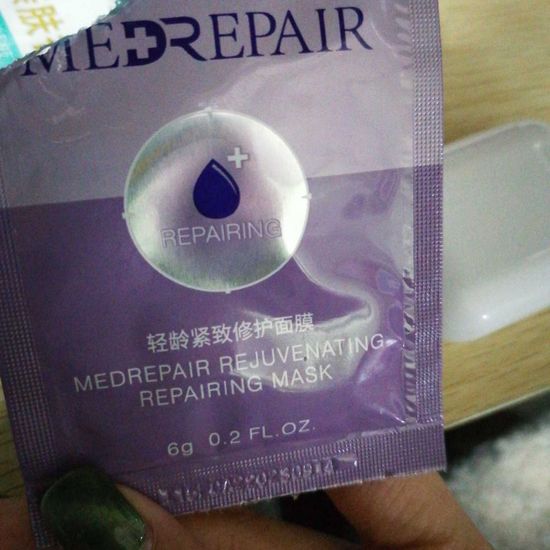 MEDREPAIR
REPAIRING
轻龄紧致修护面膜
MEDREPAIR REJUVENATING
REPAIRING MASK
6g 0.2 FL.OZ.